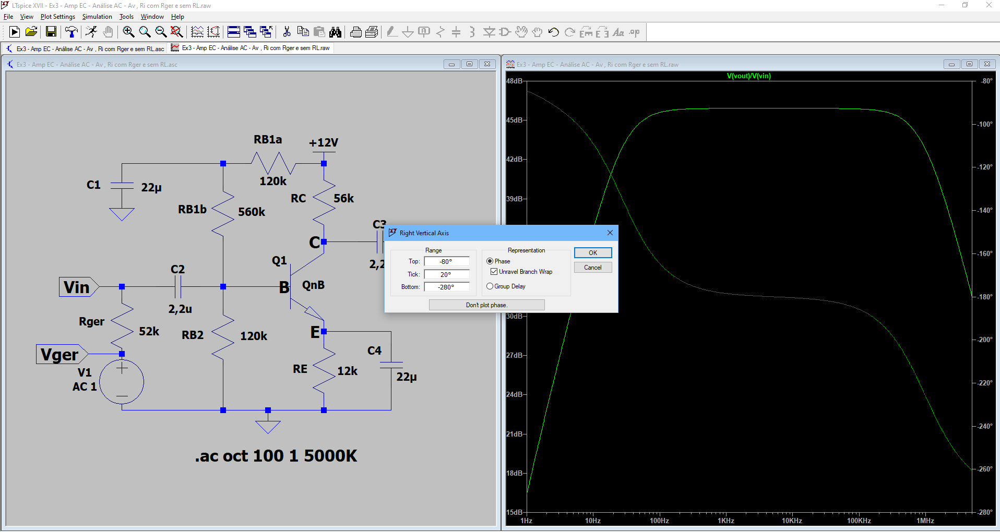 LTspice XVII - Ex3 - Amp EC - Análise AC - Av , Ri com Rger e sem RL.raw
File View Plot Settings Simulation Tools Window Help
Ex3 - Amp EC - Análise AC - Av , Ri com Rger e sem RL.asc
Ex3 - Amp EC - Análise AC - Av , Ri com Rger e sem RL.raw
Ex3 - Amp EC - Análise AC - Av , Ri com Rger e sem RL.asc
RB1a
+12V
120k
C1
22µ
RC
56k
RB1b
560k
C
C3
2,2
Q1
C2
Vin
B
QnB
2,2u
Rger
52k
RB2
120k
E
C4
Vger
V1
AC 1
RE
12k
22µ
.ac oct 100 1 5000K
Ex3 - Amp EC - Análise AC - Av , Ri com Rger e sem RL.raw
V(vout)/V(vin)
48dB
45dB
42dB
39dB
30dB
27dB
24dB
21dB
18dB
15dB
-80°
-100°
-120°
-140°
-160°
-180°
-200°
-220°
-240°
-260°
-280°
1Hz 10Hz 100Hz 1KHz 10KHz 100KHz 1MHz
Right Vertical Axis
Range
Top: -80°
Tick: 20°
Bottom: -280°
Representation
Phase
Unravel Branch Wrap
Group Delay
OK
Cancel
Don't plot phase.